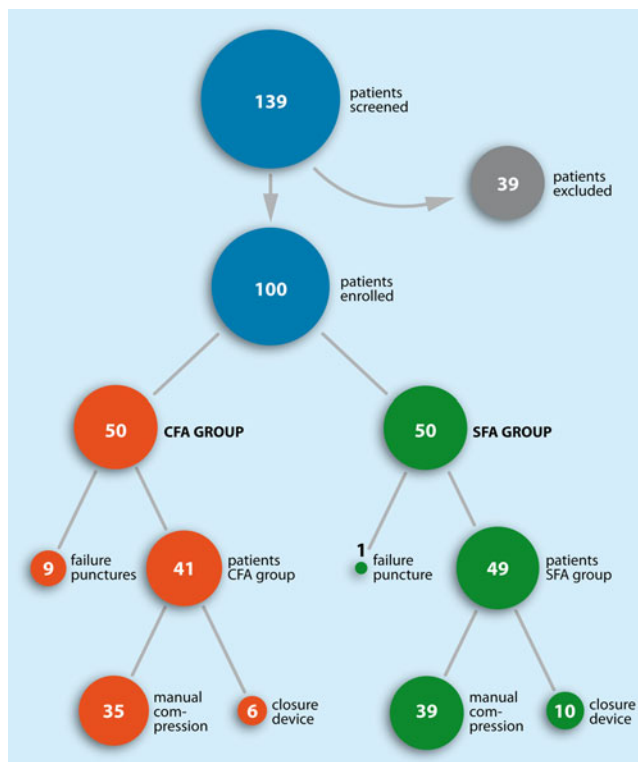 139
patients
screened
39
patients
excluded
100
patients
enrolled
50
CFA GROUP
50
SFA GROUP
9
failure
punctures
41
patients
CFA group
1
failure
puncture
49
patients
SFA group
35
manual
com-
pression
6
closure
device
39
manual
com-
pression
10
closure
device